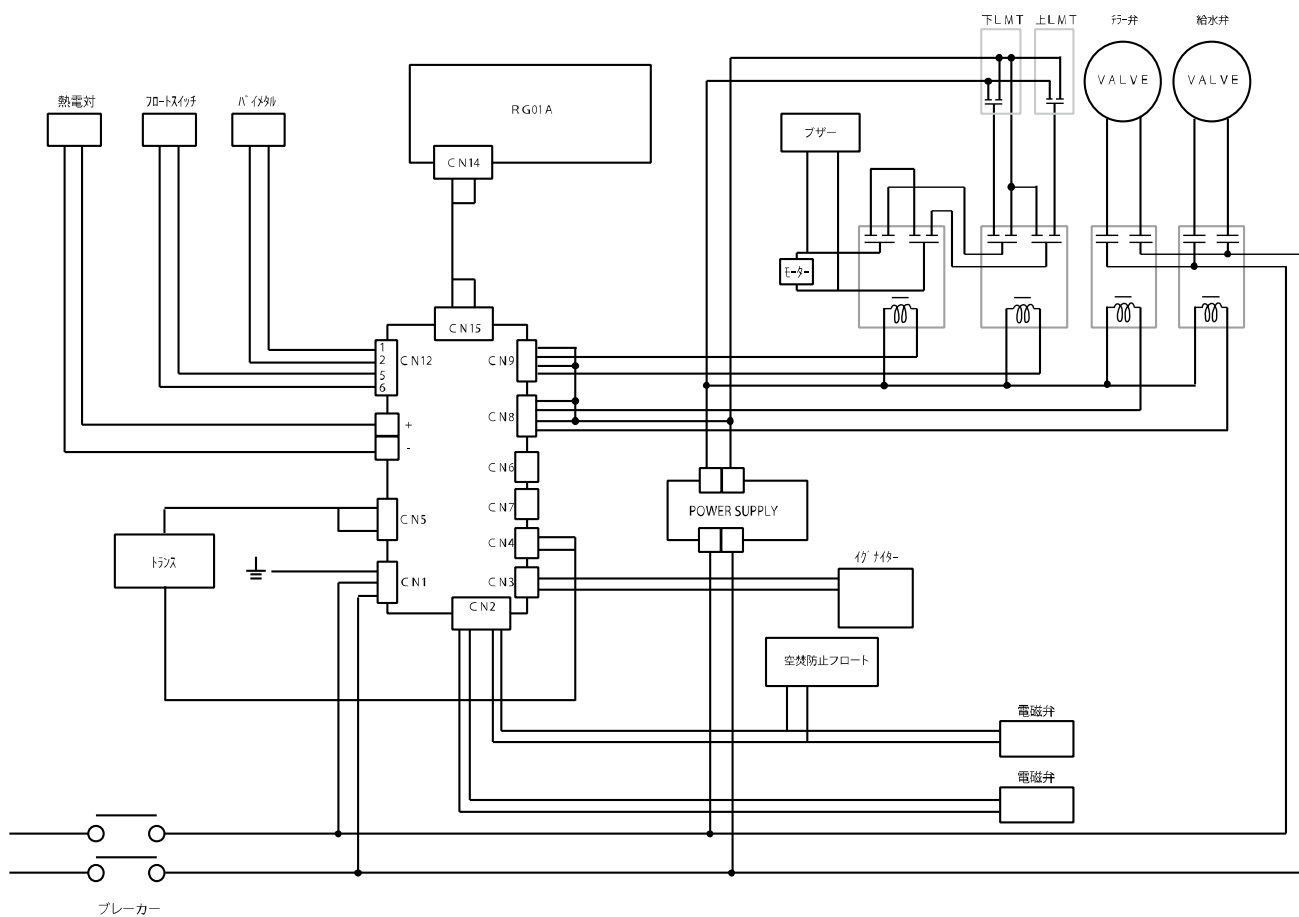 下LMT
上LMT
ﾁﾗｰ弁
給水弁
VALVE
VALVE
熱電対
ﾌﾛｰﾄｽｲｯﾁ
ﾊﾞｲﾒﾀﾙ
RG01A
ブザー
CN14
ﾓｰﾀｰ
CN15
1
2
5
6
CN12
CN9
CN8
+
-
CN6
CN7
POWER SUPPLY
CN5
CN4
ﾄﾗﾝｽ
ｲｸﾞﾅｲﾀｰ
CN1
CN3
CN2
空焚防止フロート
電磁弁
電磁弁
ブレーカー